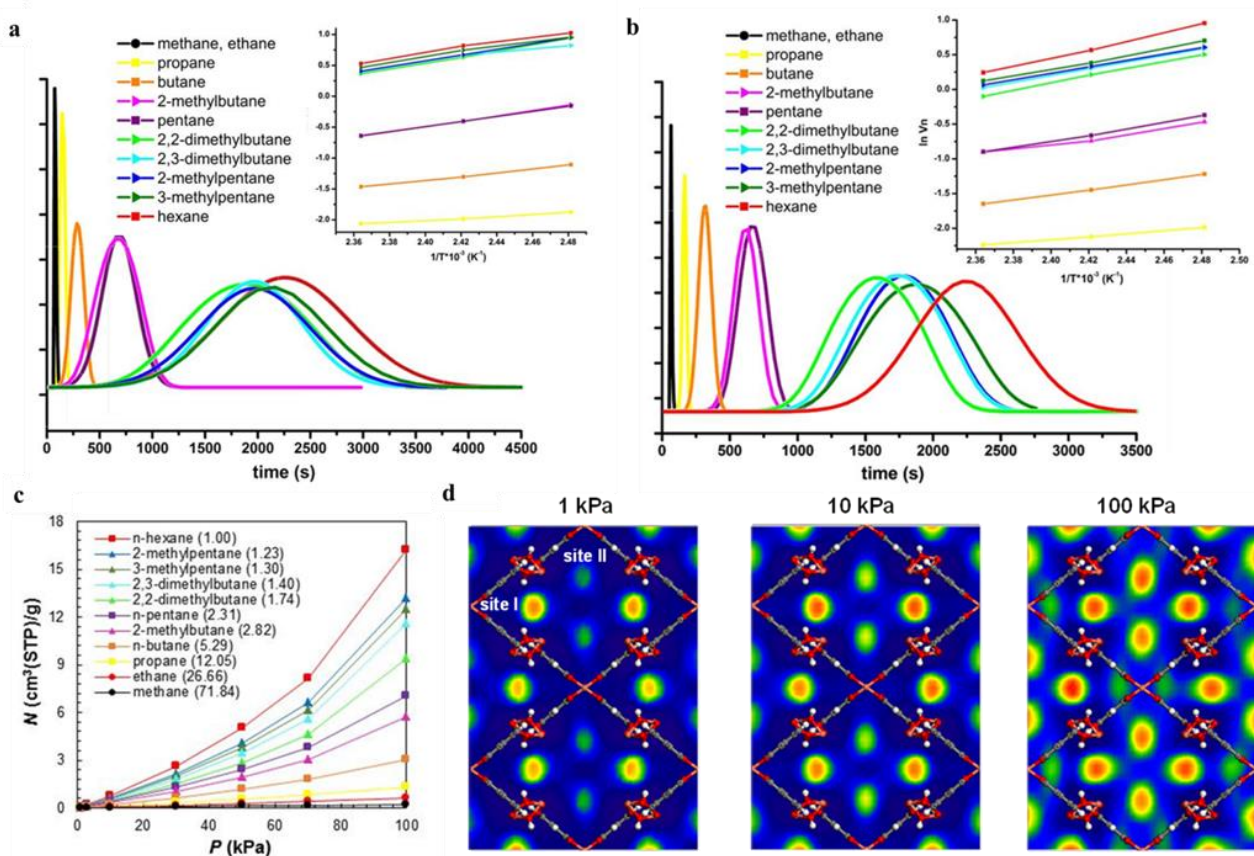 a
methane, ethane
propane
butane
2-methylbutane
pentane
2,2-dimethylbutane
2,3-dimethylbutane
2-methylpentane
3-methylpentane
hexane
1.0
0.5
0.0
-0.5
-1.0
-1.5
-2.0
2.36 2.38 2.40 2.42 2.44 2.46 2.48
1/T*10⁻³ (K⁻¹)
0 500 1000 1500 2000 2500 3000 3500 4000 4500
time (s)
b
methane, ethane
propane
butane
2-methylbutane
pentane
2,2-dimethylbutane
2,3-dimethylbutane
2-methylpentane
3-methylpentane
hexane
ln Vn
1.0
0.5
0.0
-0.5
-1.0
-1.5
-2.0
2.36 2.38 2.40 2.42 2.44 2.46 2.48 2.50
1/T*10⁻³ (K⁻¹)
0 500 1000 1500 2000 2500 3000 3500
time (s)
c
N (cm³(STP)/g)
18
15
12
9
6
3
0
n-hexane (1.00)
2-methylpentane (1.23)
3-methylpentane (1.30)
2,3-dimethylbutane (1.40)
2,2-dimethylbutane (1.74)
n-pentane (2.31)
2-methylbutane (2.82)
n-butane (5.29)
propane (12.05)
ethane (26.66)
methane (71.84)
0 20 40 60 80 100
P (kPa)
d
1 kPa
10 kPa
100 kPa
site II
site I